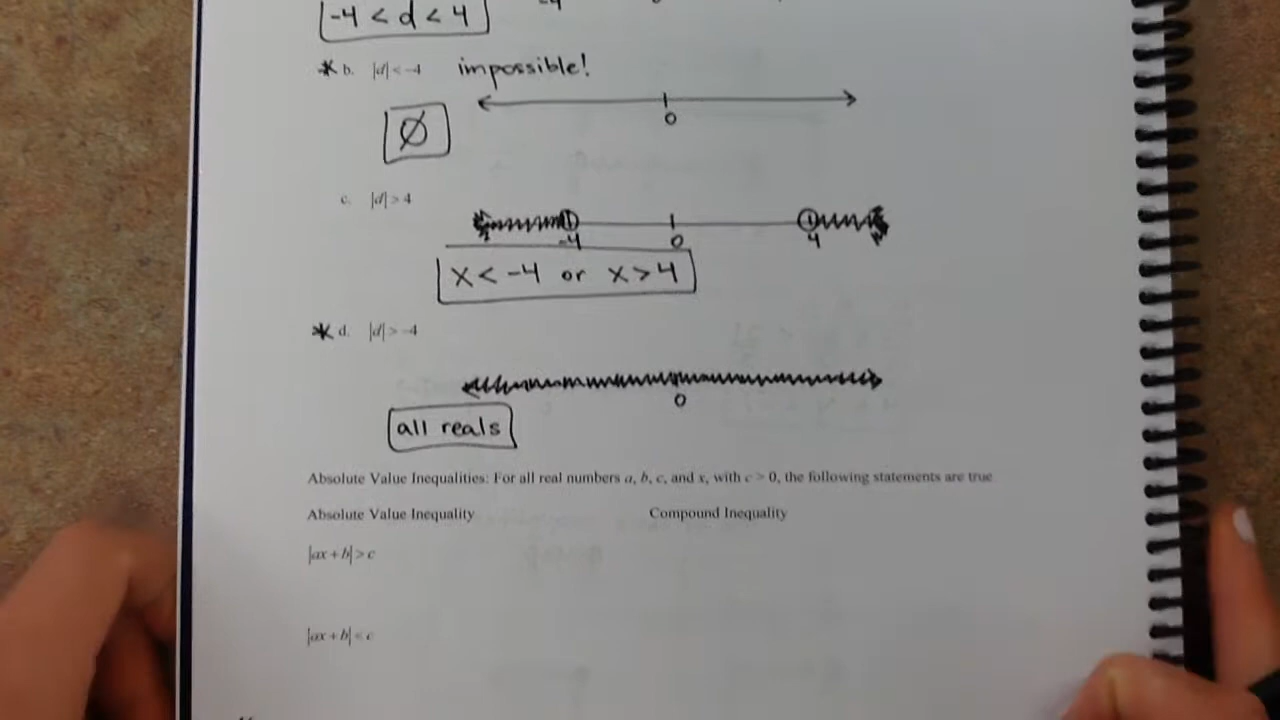 -4 < d < 4
-4
* b. |d| < -4 impossible!
0
∅
c. |d| > 4
-4 0 4
x < -4 or x > 4
* d. |d| > -4
0
all reals
Absolute Value Inequalities: For all real numbers a, b, c, and x, with c > 0, the following statements are true
Absolute Value Inequality Compound Inequality
|ax + b| > c
|ax + b| < c